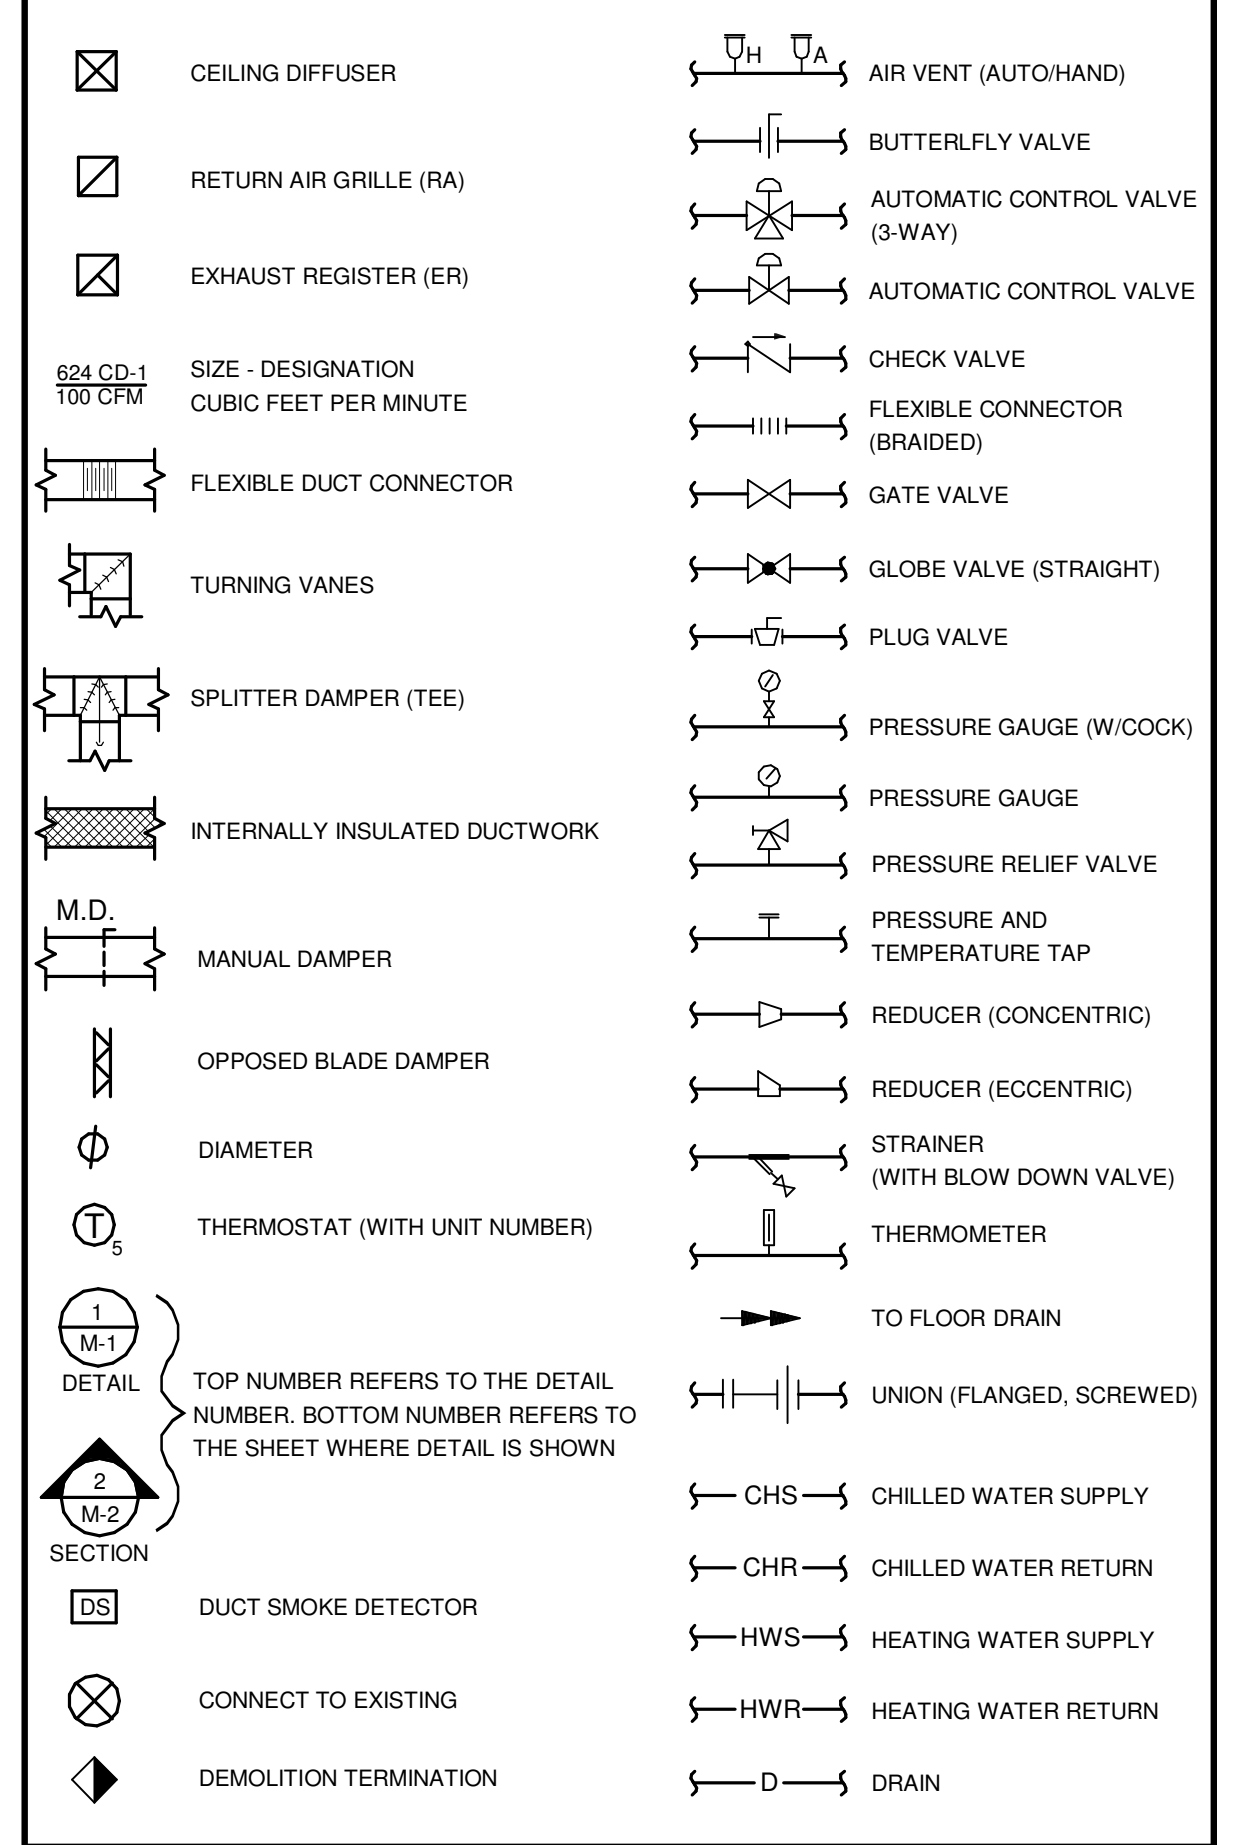 CEILING DIFFUSER
RETURN AIR GRILLE (RA)
EXHAUST REGISTER (ER)
624 CD-1
100 CFM
SIZE - DESIGNATION
CUBIC FEET PER MINUTE
FLEXIBLE DUCT CONNECTOR
TURNING VANES
SPLITTER DAMPER (TEE)
INTERNALLY INSULATED DUCTWORK
M.D.
MANUAL DAMPER
OPPOSED BLADE DAMPER
DIAMETER
T
5
THERMOSTAT (WITH UNIT NUMBER)
1
M-1
DETAIL
TOP NUMBER REFERS TO THE DETAIL
NUMBER. BOTTOM NUMBER REFERS TO
THE SHEET WHERE DETAIL IS SHOWN
2
M-2
SECTION
DS
DUCT SMOKE DETECTOR
CONNECT TO EXISTING
DEMOLITION TERMINATION
H A
AIR VENT (AUTO/HAND)
BUTTERLFLY VALVE
AUTOMATIC CONTROL VALVE
(3-WAY)
AUTOMATIC CONTROL VALVE
CHECK VALVE
FLEXIBLE CONNECTOR
(BRAIDED)
GATE VALVE
GLOBE VALVE (STRAIGHT)
PLUG VALVE
PRESSURE GAUGE (W/COCK)
PRESSURE GAUGE
PRESSURE RELIEF VALVE
PRESSURE AND
TEMPERATURE TAP
REDUCER (CONCENTRIC)
REDUCER (ECCENTRIC)
STRAINER
(WITH BLOW DOWN VALVE)
THERMOMETER
TO FLOOR DRAIN
UNION (FLANGED, SCREWED)
CHS CHILLED WATER SUPPLY
CHR CHILLED WATER RETURN
HWS HEATING WATER SUPPLY
HWR HEATING WATER RETURN
D DRAIN